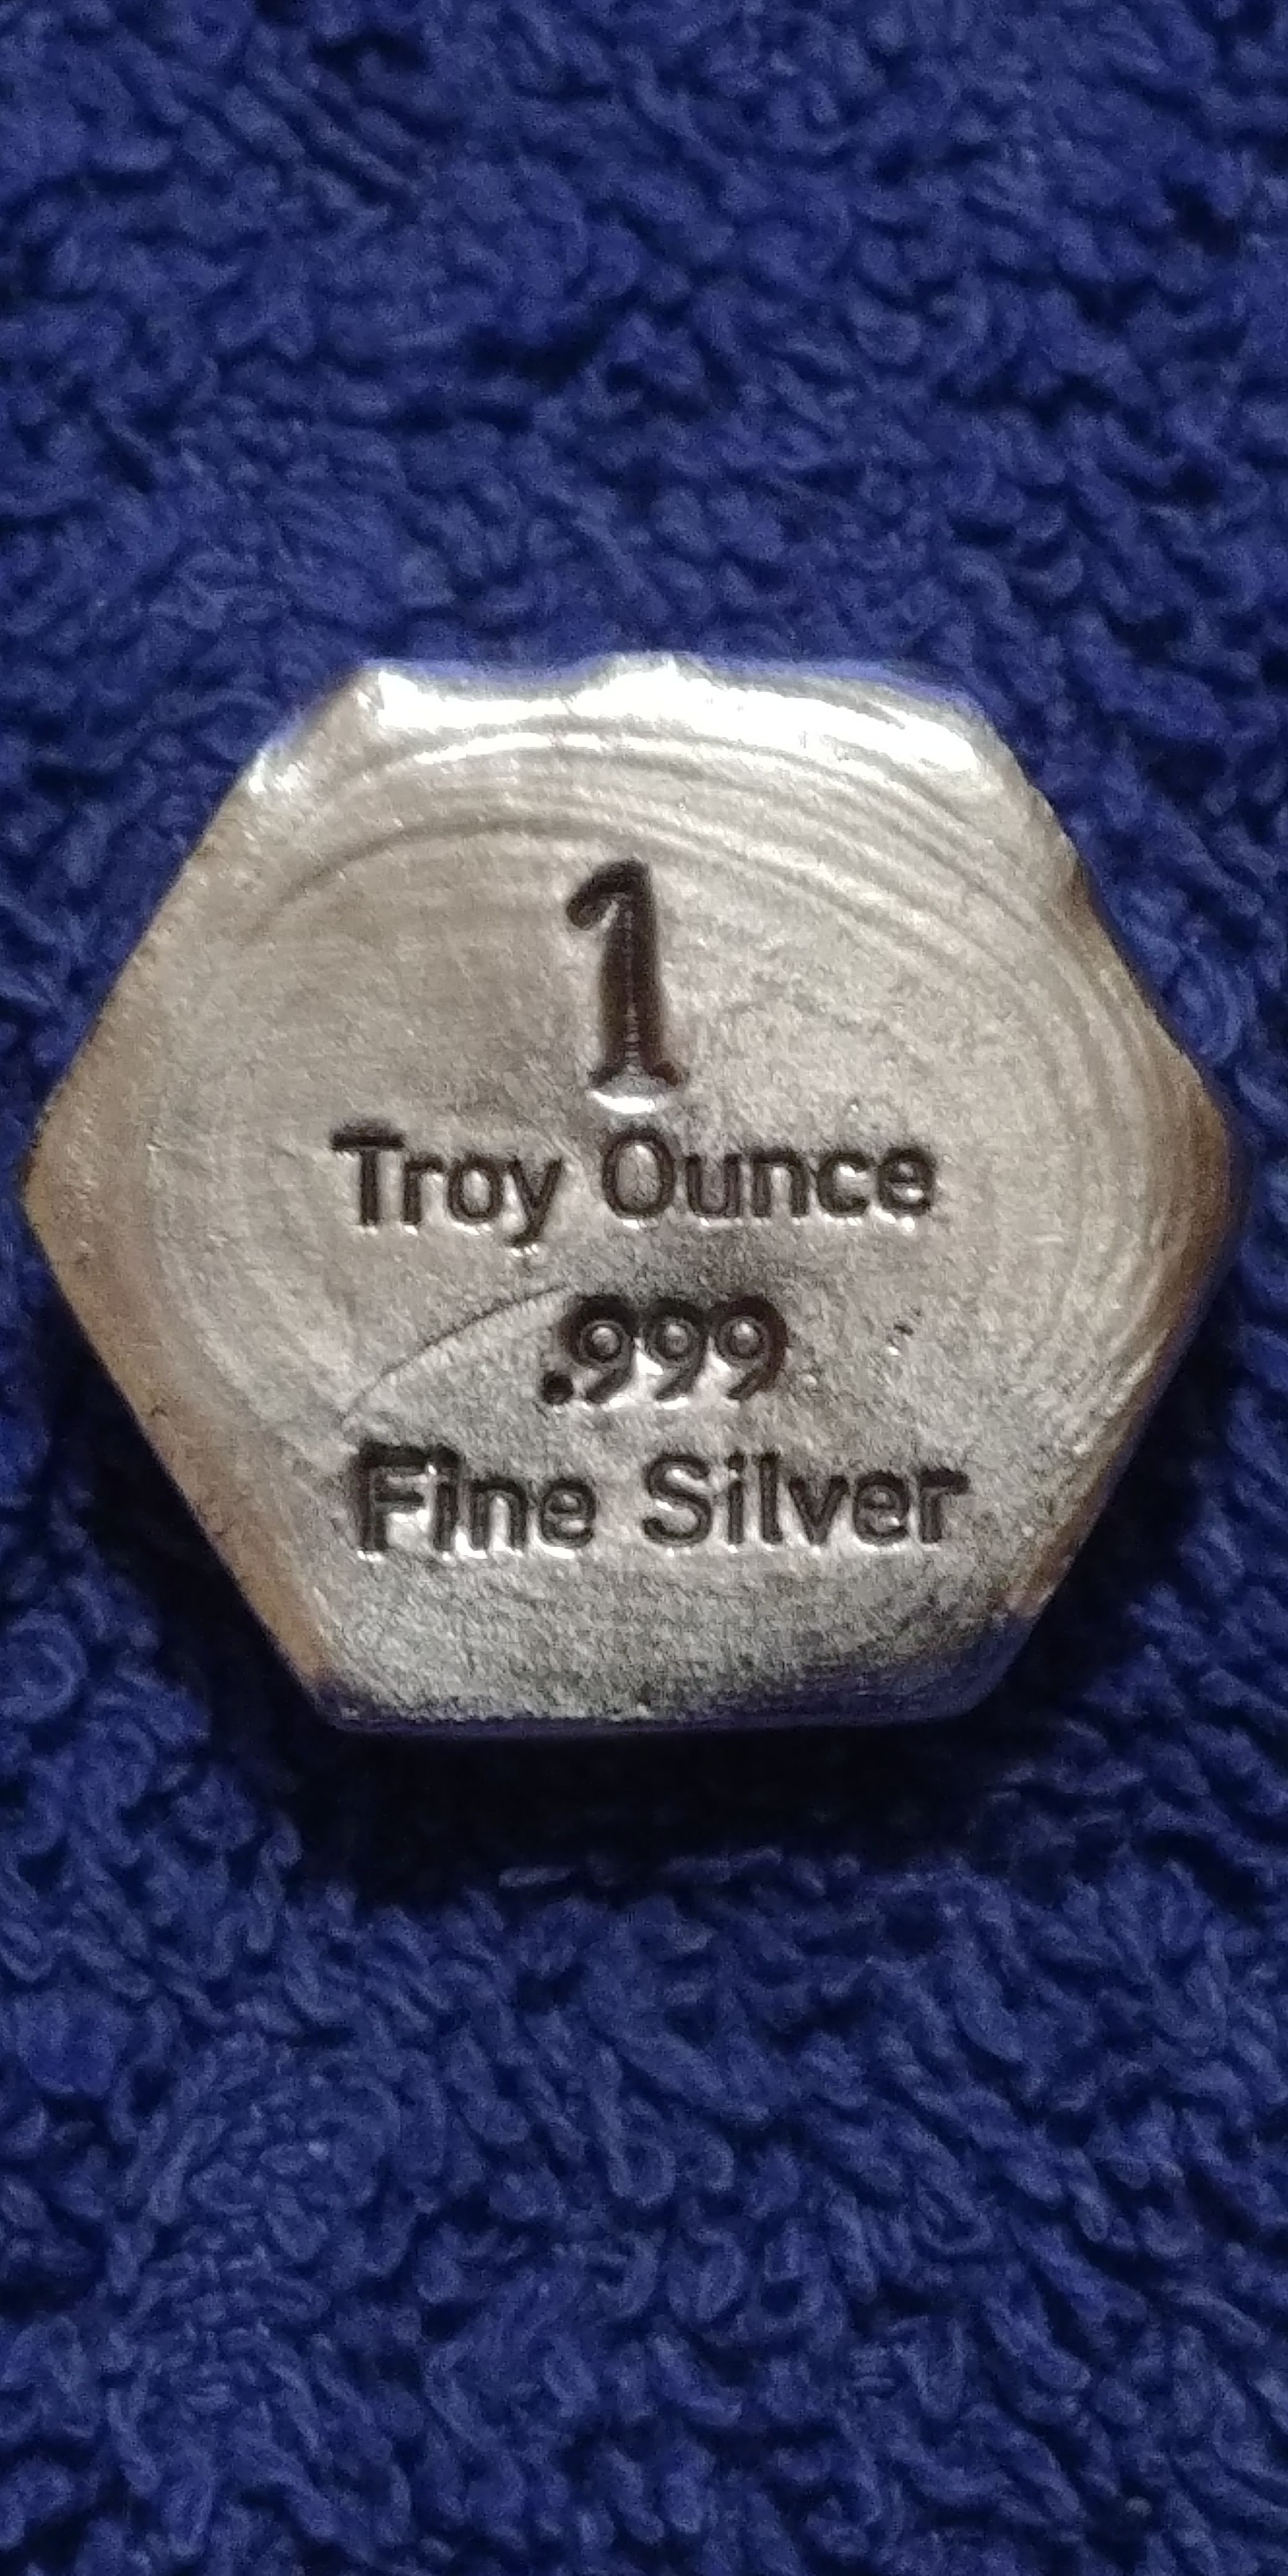 1
Troy Ounce
.999
Fine Silver